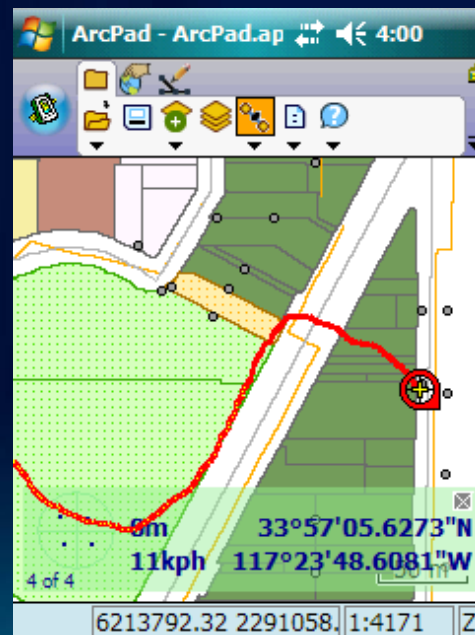 ArcPad - ArcPad.ap 4:00
33°57'05.6273"N
11kph 117°23'48.6081"W
4 of 4
6213792.32 2291058. 1:4171 Z